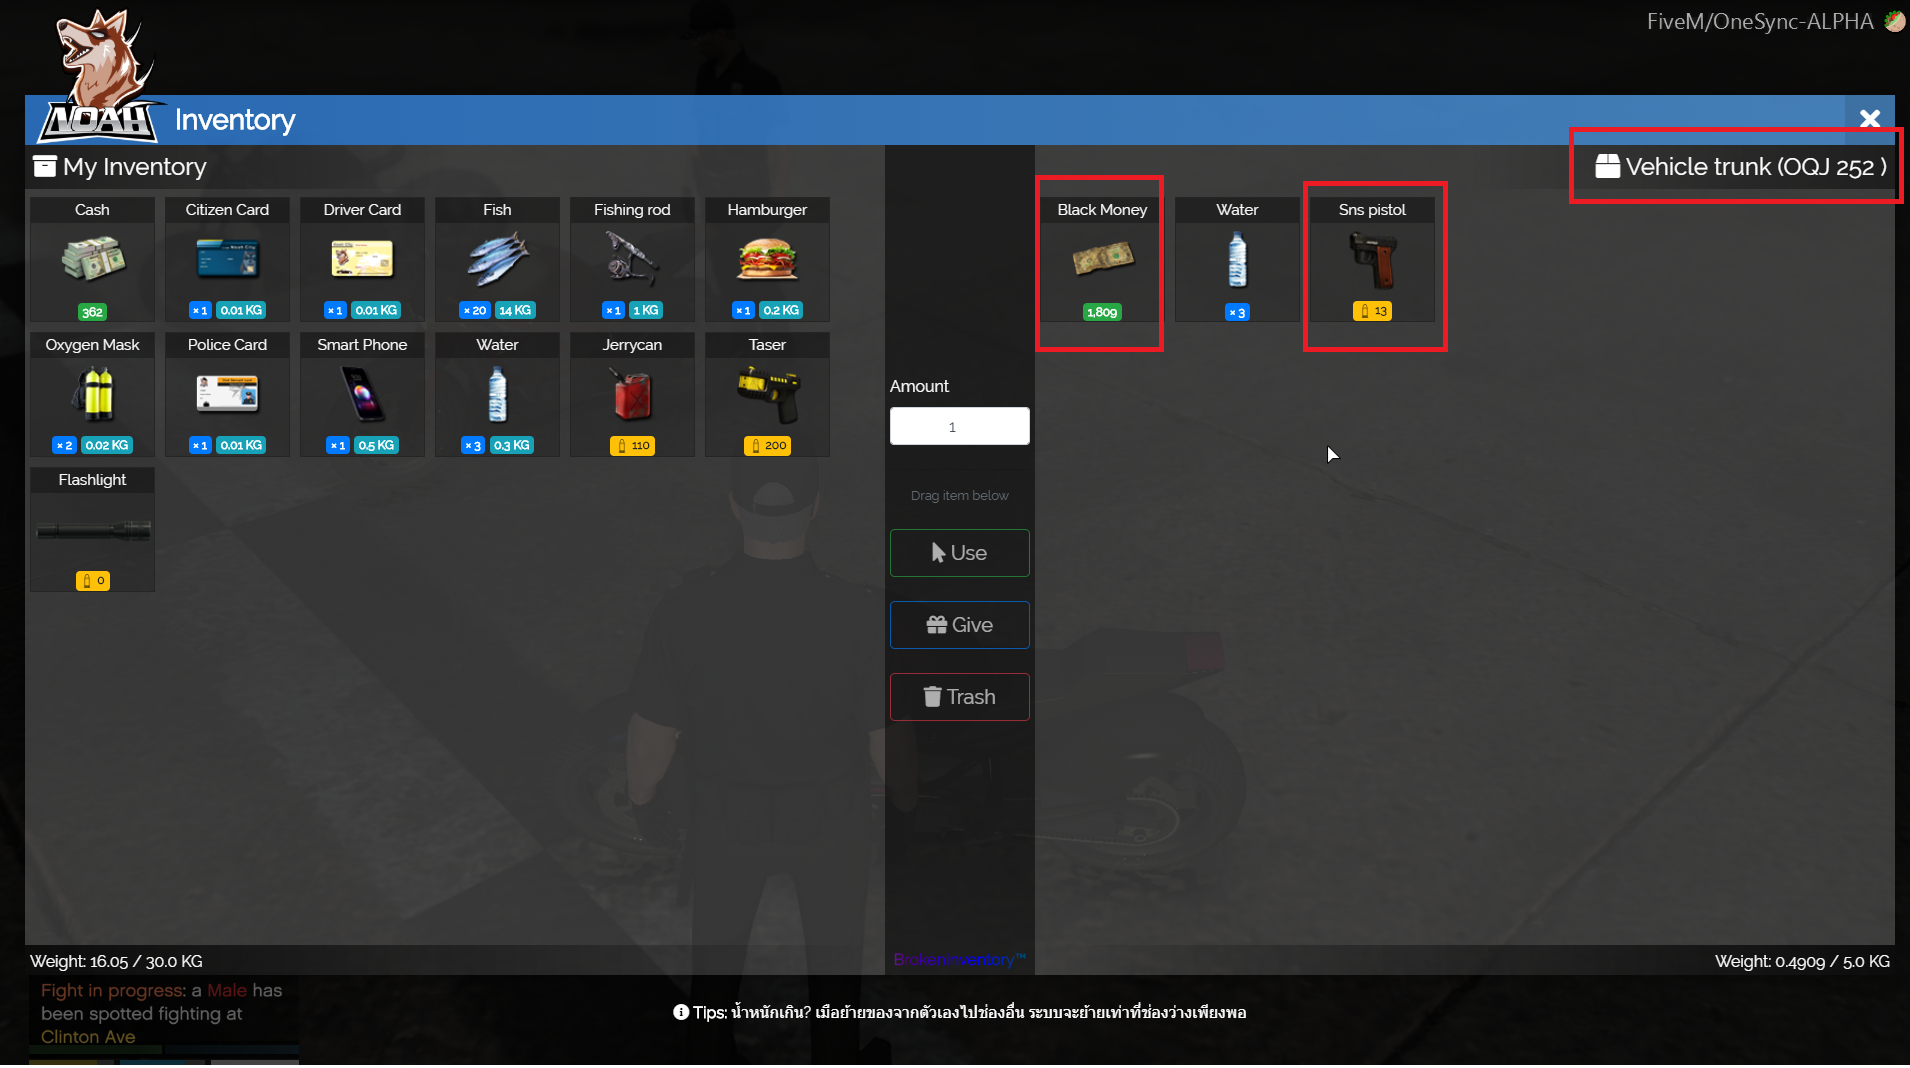 FiveM/OneSync-ALPHA
NOAH
Inventory
My Inventory
Vehicle trunk (OQJ 252 )
Cash
Citizen Card
Driver Card
Fish
Fishing rod
Hamburger
362
× 1 0.01 KG
× 1 0.01 KG
× 20 14 KG
× 1 1 KG
× 1 0.2 KG
Oxygen Mask
Police Card
Smart Phone
Water
Jerrycan
Taser
× 2 0.02 KG
× 1 0.01 KG
× 1 0.5 KG
× 3 0.3 KG
110
200
Flashlight
0
Amount
1
Drag item below
Use
Give
Trash
BrokenInventory™
Black Money
Water
Sns pistol
1,809
× 3
13
Weight: 16.05 / 30.0 KG
Weight: 0.4909 / 5.0 KG
Fight in progress: a Male has
been spotted fighting at
Clinton Ave
Tips: น้ำหนักเกิน? เมื่อย้ายของจากตัวเองไปช่องอื่น ระบบจะย้ายเท่าที่ช่องว่างเพียงพอ